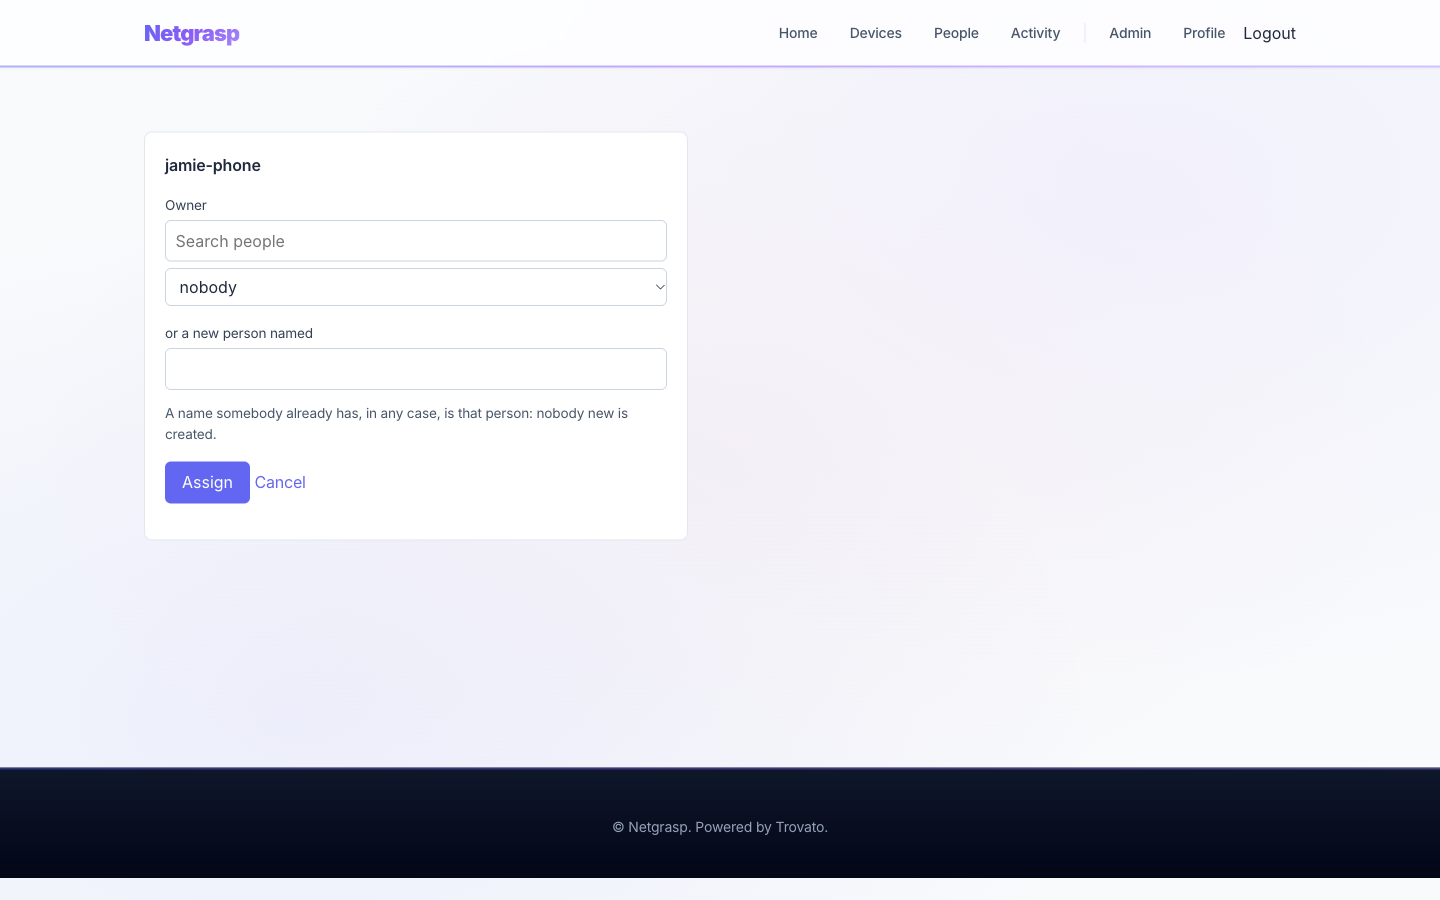 Netgrasp
Home Devices People Activity Admin Profile Logout
jamie-phone
Owner
Search people
nobody
or a new person named
A name somebody already has, in any case, is that person: nobody new is
created.
Assign Cancel
© Netgrasp. Powered by Trovato.